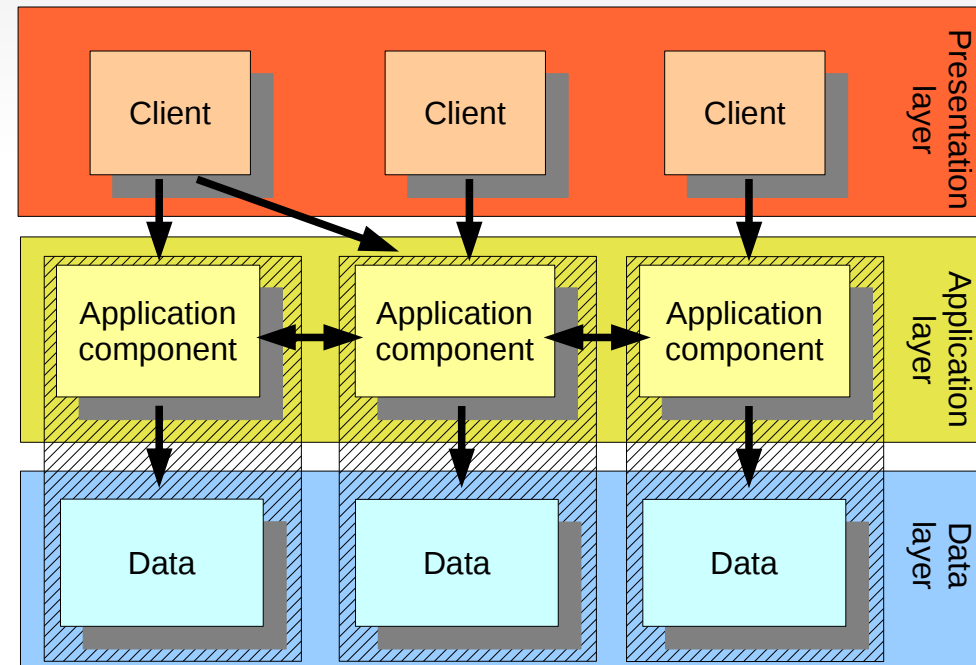 Client
Client
Client
Presentation
layer
Application
component
Application
component
Application
component
Application
layer
Data
Data
Data
Data
layer